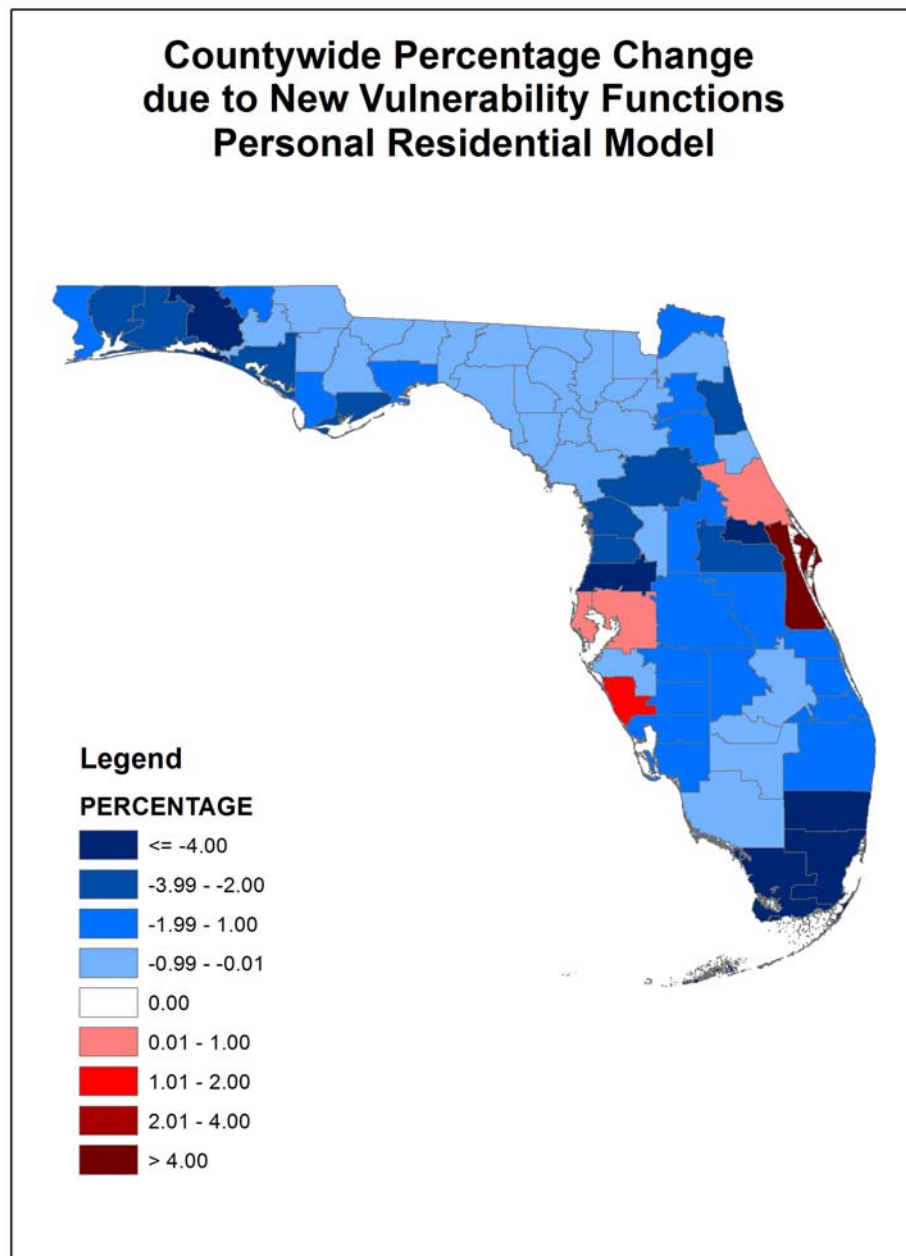 Countywide Percentage Change
due to New Vulnerability Functions
Personal Residential Model
Legend
PERCENTAGE
<= -4.00
-3.99 - -2.00
-1.99 - 1.00
-0.99 - -0.01
0.00
0.01 - 1.00
1.01 - 2.00
2.01 - 4.00
> 4.00